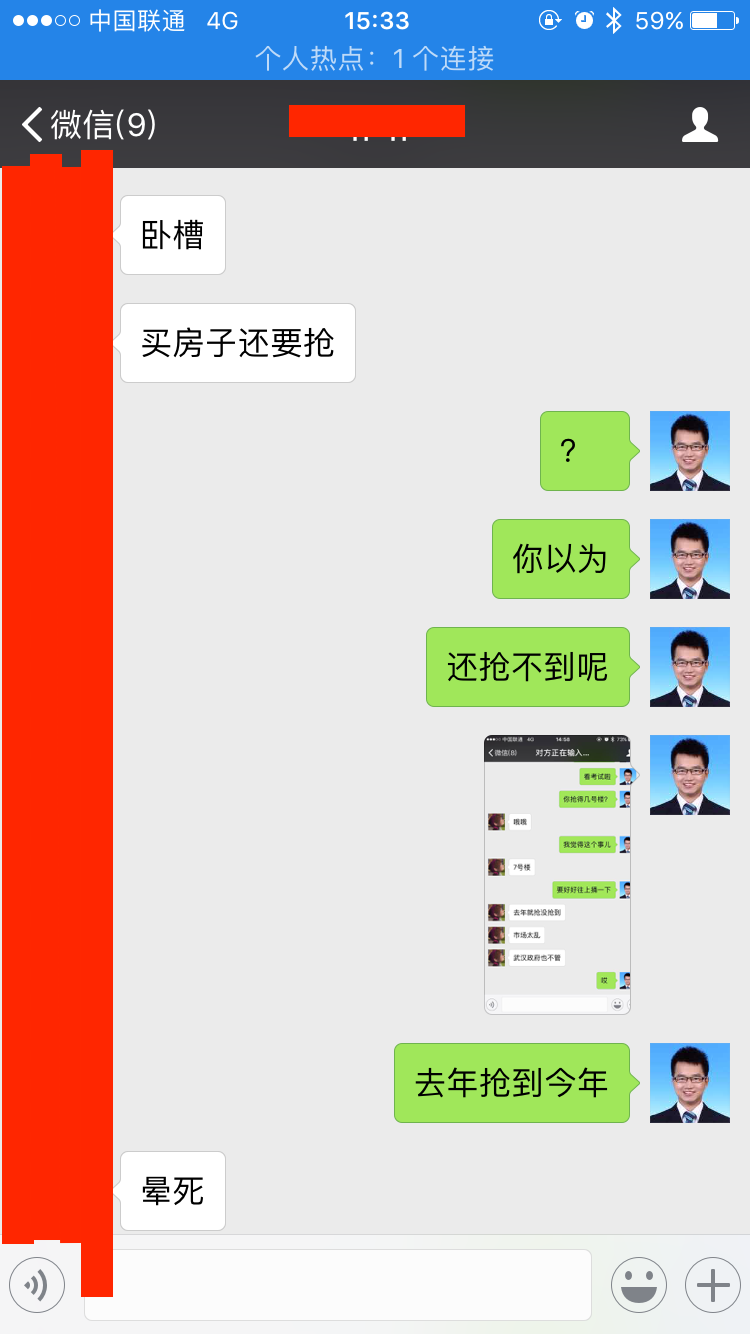 中国联通 4G 15:33 59%
个人热点：1 个连接
微信(9)
卧槽
买房子还要抢
?
你以为
还抢不到呢
中国联通 4G 14:58 73%
微信(8) 对方正在输入...
看考试啦
你抢得几号楼?
哦哦
我觉得这个事儿
7号楼
要好好往上捅一下
去年就抢没抢到
市场太乱
武汉政府也不管
哎
去年抢到今年
晕死